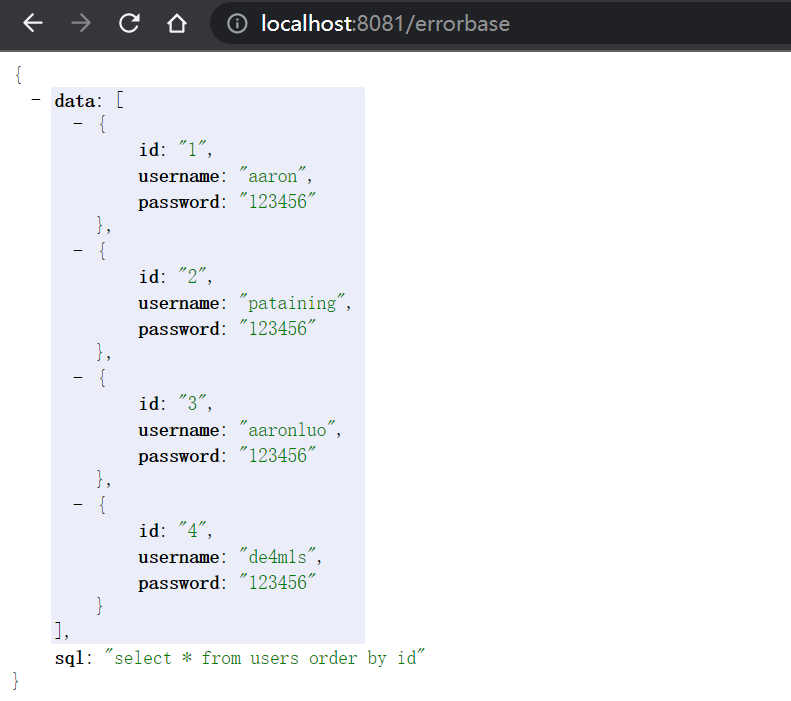 localhost:8081/errorbase
{
- data: [
- {
id: "1",
username: "aaron",
password: "123456"
},
- {
id: "2",
username: "pataining",
password: "123456"
},
- {
id: "3",
username: "aaronluo",
password: "123456"
},
- {
id: "4",
username: "de4mls",
password: "123456"
}
],
sql: "select * from users order by id"
}